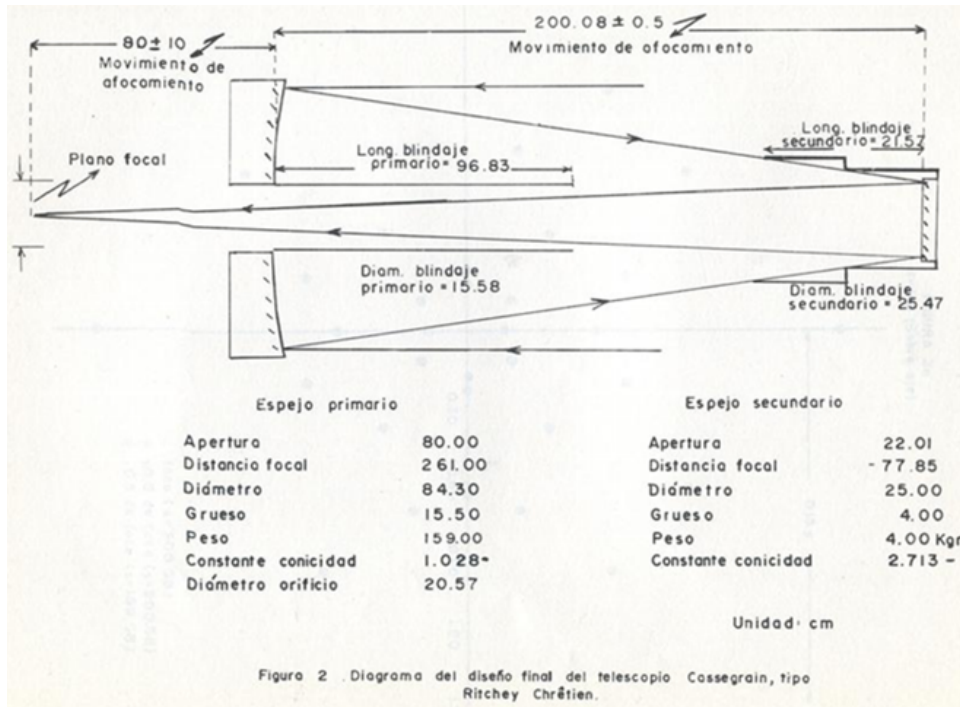 200.08 ± 0.5
Movimiento de afocamiento
80 ± 10
Movimiento de
afocamiento
Plano focal
Long. blindaje
primario = 96.83
Long. blindaje
secundario = 21.57
Diam. blindaje
primario = 15.58
Diam. blindaje
secundario = 25.47
Espejo primario
Apertura 80.00
Distancia focal 261.00
Diámetro 84.30
Grueso 15.50
Peso 159.00
Constante conicidad 1.028-
Diámetro orificio 20.57
Espejo secundario
Apertura 22.01
Distancia focal - 77.85
Diámetro 25.00
Grueso 4.00
Peso 4.00 Kgr
Constante conicidad 2.713 -
Unidad: cm
Figura 2 . Diagrama del diseño final del telescopio Cassegrain, tipo
Ritchey Chrêtien.